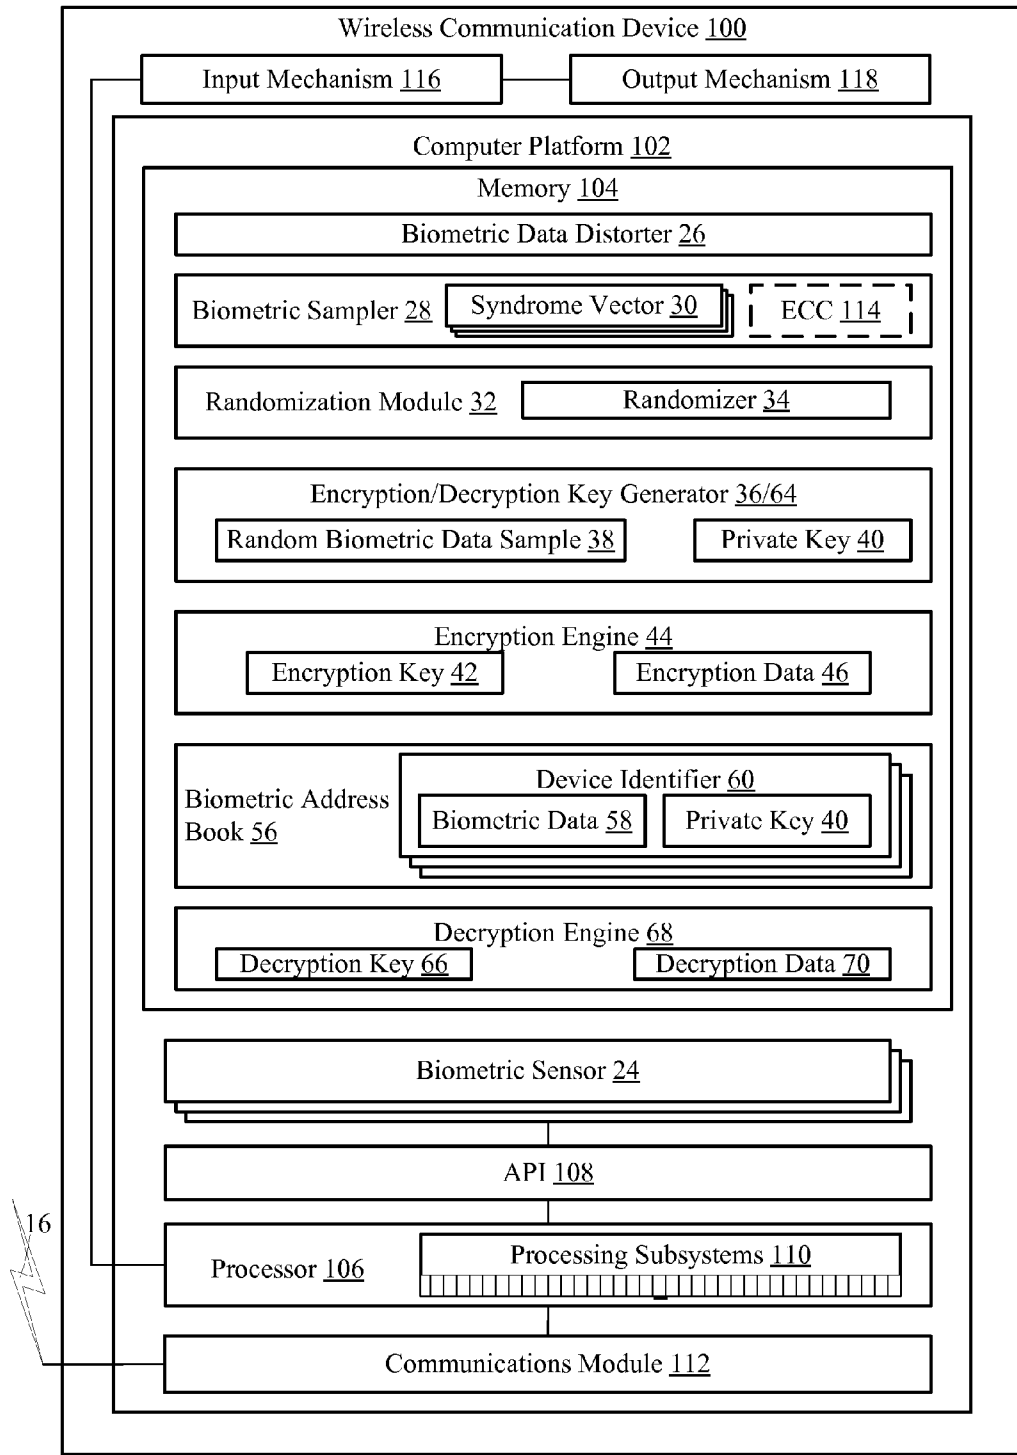 Wireless Communication Device 100
Input Mechanism 116
Output Mechanism 118
Computer Platform 102
Memory 104
Biometric Data Distorter 26
Biometric Sampler 28
Syndrome Vector 30
ECC 114
Randomization Module 32
Randomizer 34
Encryption/Decryption Key Generator 36/64
Random Biometric Data Sample 38
Private Key 40
Encryption Engine 44
Encryption Key 42
Encryption Data 46
Biometric Address
Book 56
Device Identifier 60
Biometric Data 58
Private Key 40
Decryption Engine 68
Decryption Key 66
Decryption Data 70
Biometric Sensor 24
API 108
16
Processor 106
Processing Subsystems 110
Communications Module 112